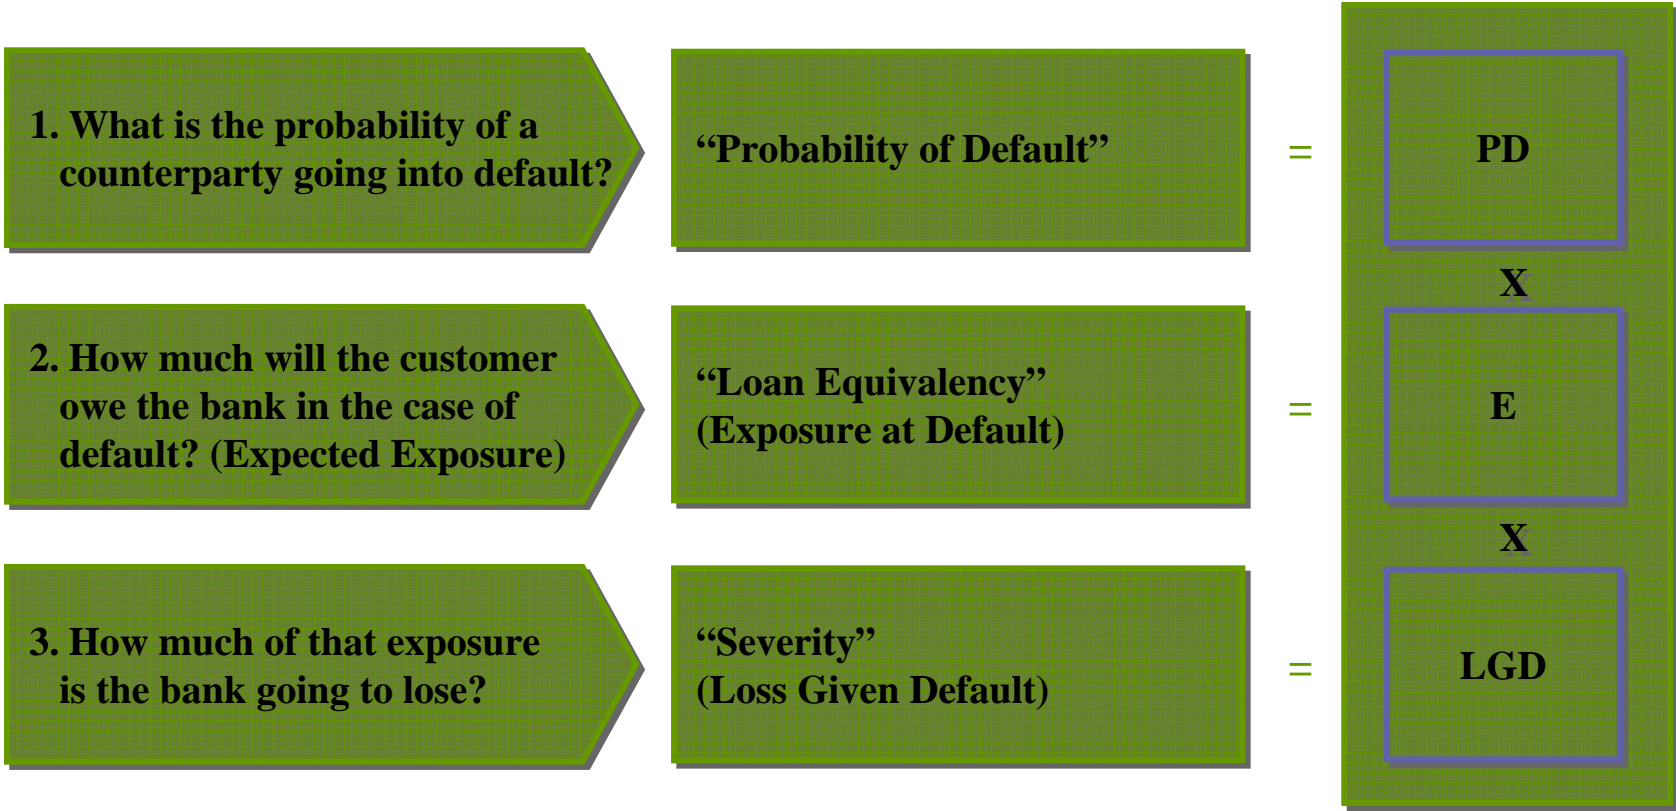 1. What is the probability of a
counterparty going into default?
“Probability of Default”
=
PD
X
2. How much will the customer
owe the bank in the case of
default? (Expected Exposure)
“Loan Equivalency”
(Exposure at Default)
=
E
X
3. How much of that exposure
is the bank going to lose?
“Severity”
(Loss Given Default)
=
LGD